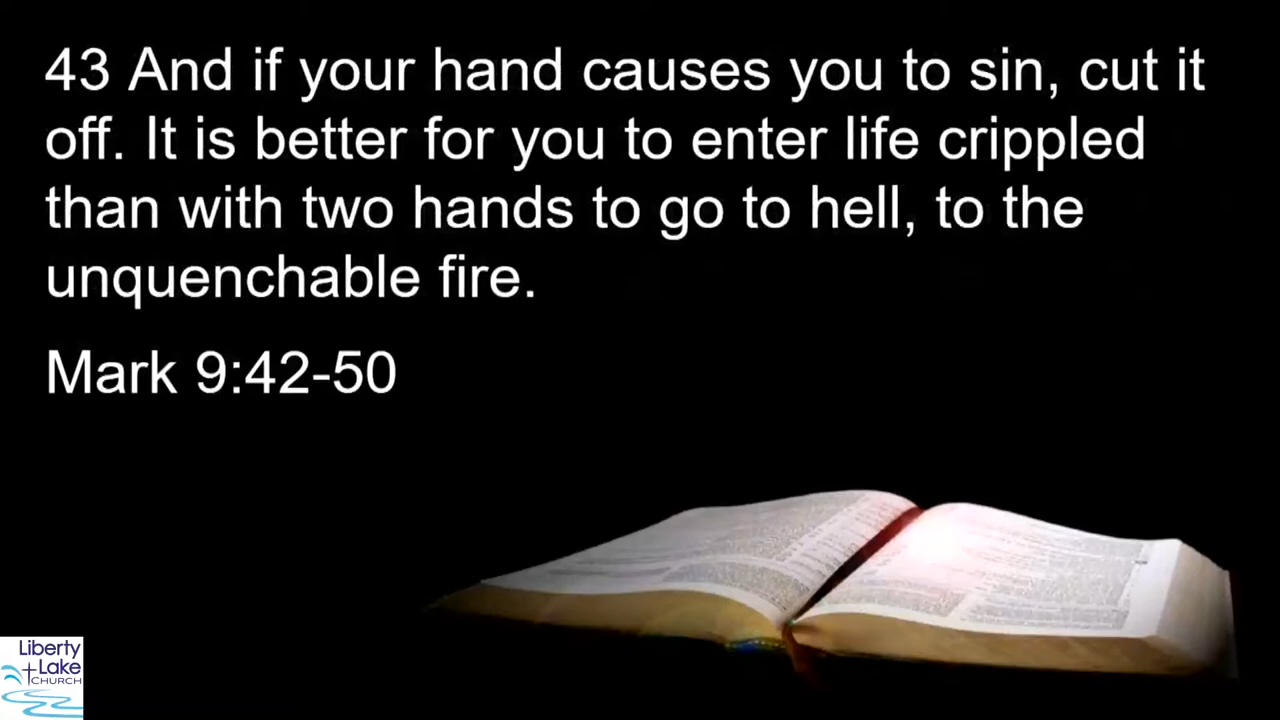 43 And if your hand causes you to sin, cut it
off. It is better for you to enter life crippled
than with two hands to go to hell, to the
unquenchable fire.
Mark 9:42-50
Liberty
Lake
CHURCH